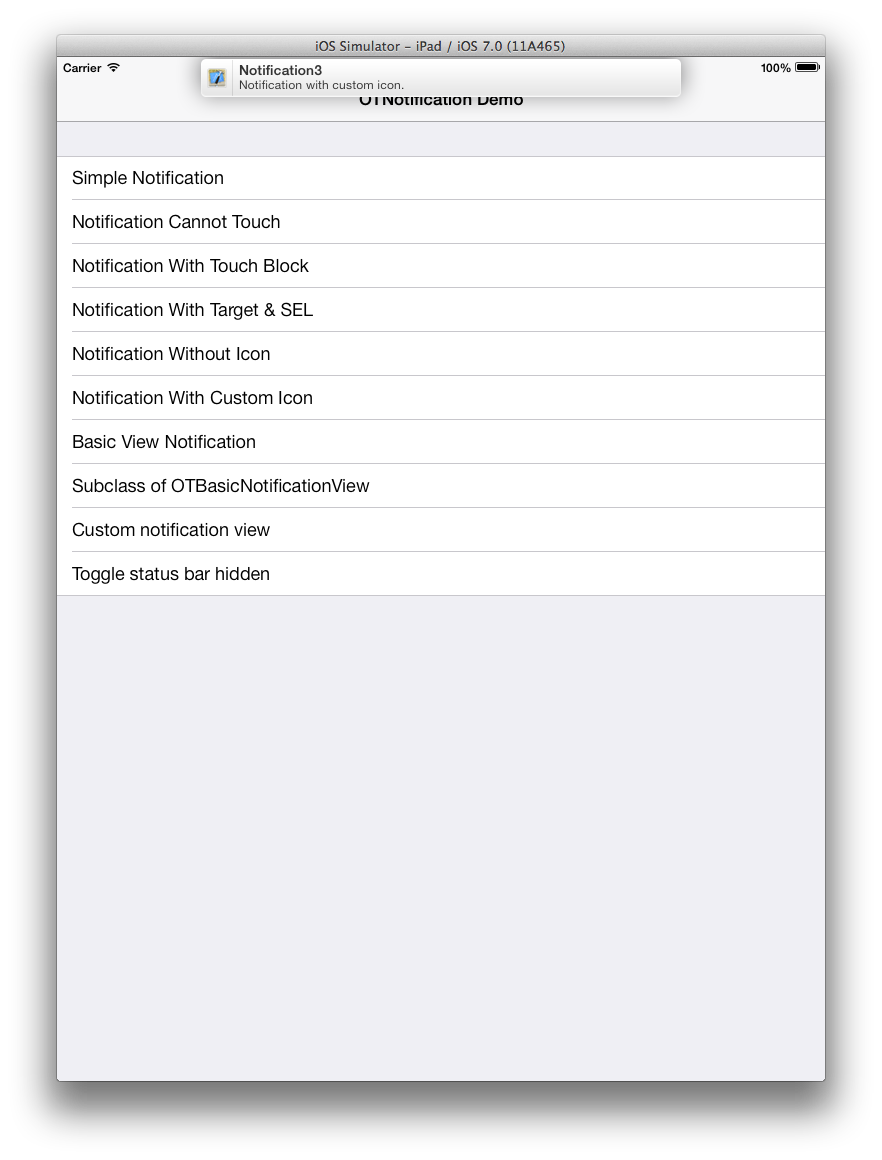 iOS Simulator – iPad / iOS 7.0 (11A465)
Carrier
100%
Notification3
Notification with custom icon.
OTNotification Demo
Simple Notification
Notification Cannot Touch
Notification With Touch Block
Notification With Target & SEL
Notification Without Icon
Notification With Custom Icon
Basic View Notification
Subclass of OTBasicNotificationView
Custom notification view
Toggle status bar hidden